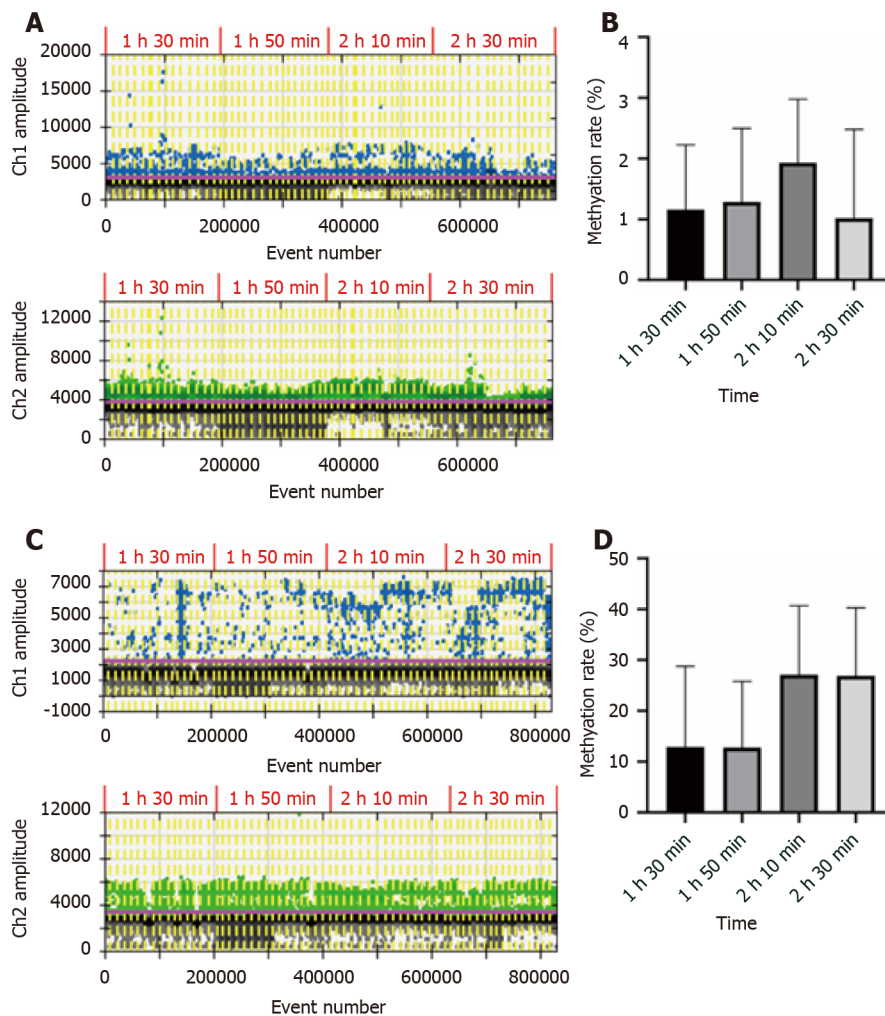 A
1 h 30 min 1 h 50 min 2 h 10 min 2 h 30 min
20000
15000
10000
5000
0
Ch1 amplitude
0 200000 400000 600000
Event number
1 h 30 min 1 h 50 min 2 h 10 min 2 h 30 min
12000
8000
4000
0
Ch2 amplitude
0 200000 400000 600000
Event number
B
4
3
2
1
0
Methyation rate (%)
1 h 30 min
1 h 50 min
2 h 10 min
2 h 30 min
Time
C
1 h 30 min 1 h 50 min 2 h 10 min 2 h 30 min
7000
5000
3000
1000
-1000
Ch1 amplitude
0 200000 400000 600000 800000
Event number
1 h 30 min 1 h 50 min 2 h 10 min 2 h 30 min
12000
8000
4000
0
Ch2 amplitude
0 200000 400000 600000 800000
Event number
D
50
40
30
20
10
0
Methyation rate (%)
1 h 30 min
1 h 50 min
2 h 10 min
2 h 30 min
Time